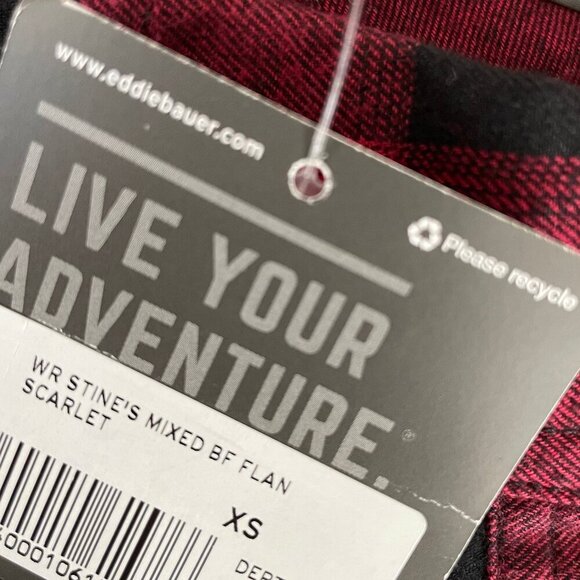 www.eddiebauer.com
LIVE YOUR
ADVENTURE.®
Please recycle
WR STINE'S MIXED BF FLAN
SCARLET
XS